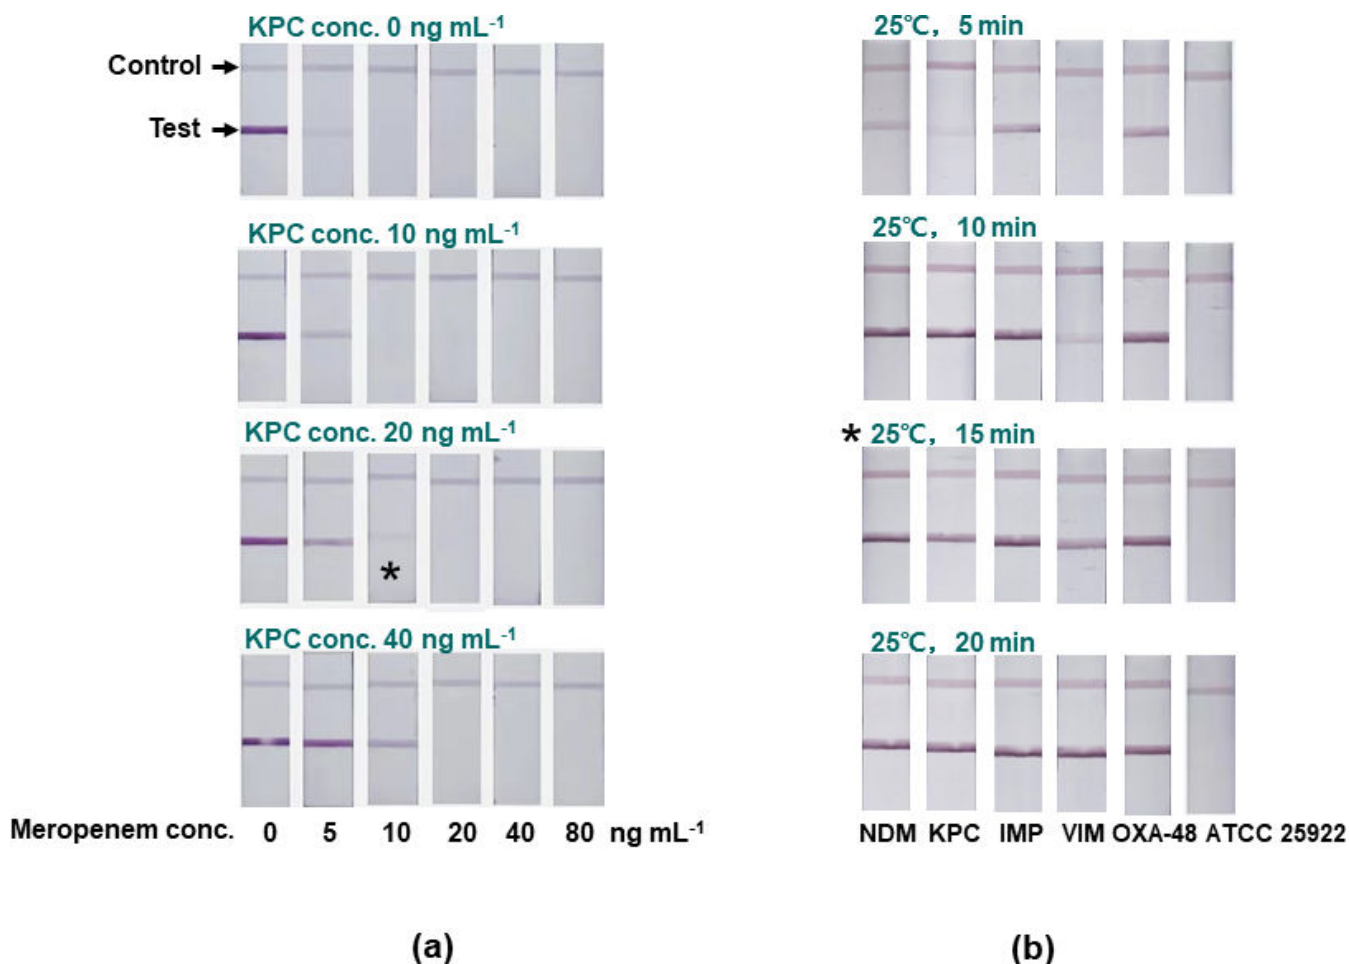 KPC conc. 0 ng mL⁻¹
Control
Test
KPC conc. 10 ng mL⁻¹
KPC conc. 20 ng mL⁻¹
*
KPC conc. 40 ng mL⁻¹
Meropenem conc. 0 5 10 20 40 80 ng mL⁻¹
(a)
25℃, 5 min
25℃, 10 min
* 25℃, 15 min
25℃, 20 min
NDM KPC IMP VIM OXA-48 ATCC 25922
(b)